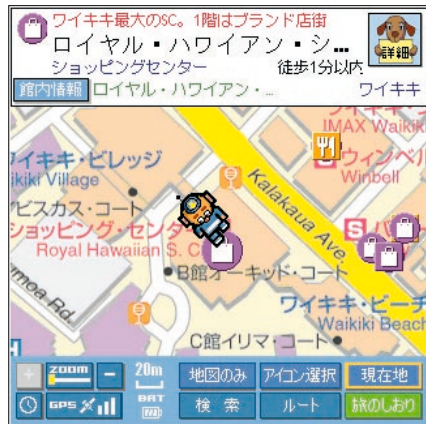 ワイキキ最大のSC。1階はブランド店街
ロイヤル・ハワイアン・シ...
ショッピングセンター 徒歩1分以内
詳細
館内情報 ロイヤル・ハワイアン・... ワイキキ
IMAX Waikiki
イキキ・ビレッジ
ikiki Village
ウィンベル
Winbell
Kalakaua Ave.
ビスカス・コート
ショッピング・センタ
Royal Hawaiian S. C
S
B館オーキッド・コート
moa Rd.
ワイキキ・ビーチ
Waikiki Beach
C館イリマ・コート
+ ZOOM - 20m 地図のみ アイコン選択 現在地
GPS BAT 検索 ルート 旅のしおり